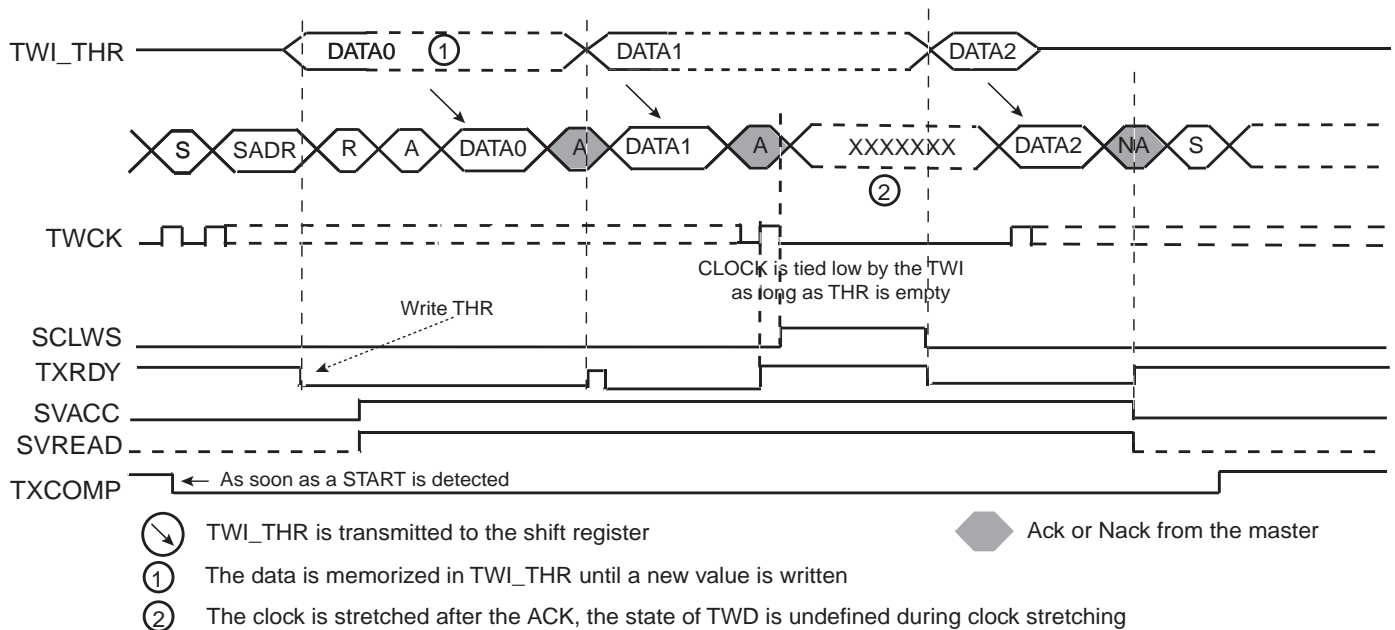 TWI_THR DATA0 1 DATA1 DATA2
S SADR R A DATA0 A DATA1 A XXXXXXX DATA2 NA S
2
TWCK
CLOCK is tied low by the TWI
as long as THR is empty
Write THR
SCLWS
TXRDY
SVACC
SVREAD
TXCOMP As soon as a START is detected
TWI_THR is transmitted to the shift register Ack or Nack from the master
1 The data is memorized in TWI_THR until a new value is written
2 The clock is stretched after the ACK, the state of TWD is undefined during clock stretching